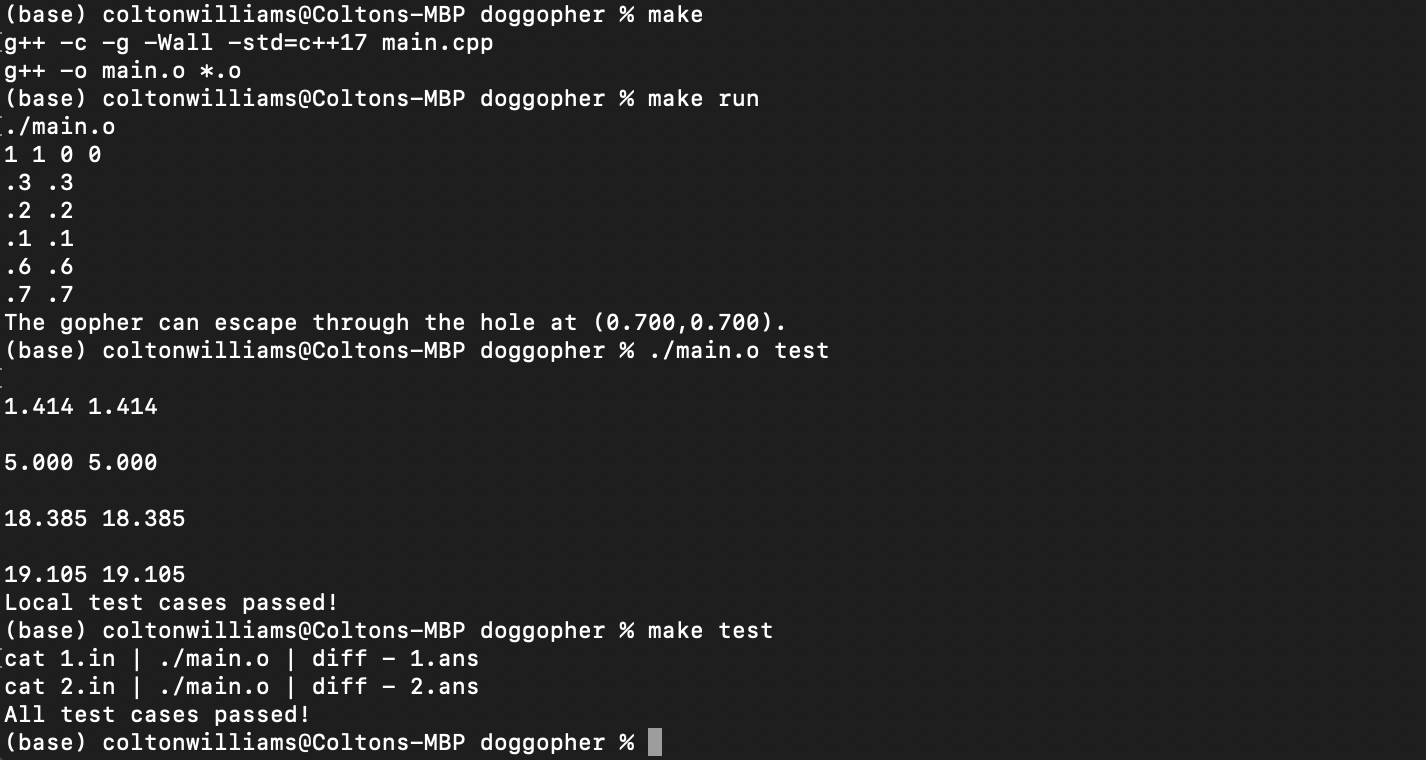 (base) coltonwilliams@Coltons-MBP doggopher % make
g++ -c -g -Wall -std=c++17 main.cpp
g++ -o main.o *.o
(base) coltonwilliams@Coltons-MBP doggopher % make run
./main.o
1 1 0 0
.3 .3
.2 .2
.1 .1
.6 .6
.7 .7
The gopher can escape through the hole at (0.700,0.700).
(base) coltonwilliams@Coltons-MBP doggopher % ./main.o test
1.414 1.414
5.000 5.000
18.385 18.385
19.105 19.105
Local test cases passed!
(base) coltonwilliams@Coltons-MBP doggopher % make test
cat 1.in | ./main.o | diff - 1.ans
cat 2.in | ./main.o | diff - 2.ans
All test cases passed!
(base) coltonwilliams@Coltons-MBP doggopher %